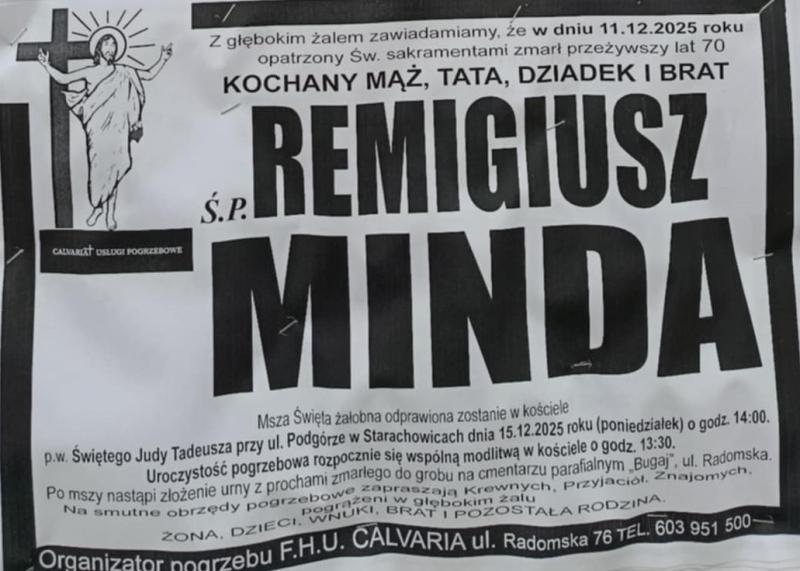 Z głębokim żalem zawiadamiamy, że w dniu 11.12.2025 roku
opatrzony Św. sakramentami zmarł przeżywszy lat 70
KOCHANY MĄŻ, TATA, DZIADEK I BRAT
Ś.P. REMIGIUSZ
MINDA
CALVARIA USŁUGI POGRZEBOWE
Msza Święta żałobna odprawiona zostanie w kościele
p.w. Świętego Judy Tadeusza przy ul. Podgórze w Starachowicach dnia 15.12.2025 roku (poniedziałek) o godz. 14:00.
Uroczystość pogrzebowa rozpocznie się wspólną modlitwą w kościele o godz. 13:30.
Po mszy nastąpi złożenie urny z prochami zmarłego do grobu na cmentarzu parafialnym „Bugaj”, ul. Radomska.
Na smutne obrzędy pogrzebowe zapraszają Krewnych, Przyjaciół, Znajomych,
pogrążeni w głębokim żalu
ŻONA, DZIECI, WNUKI, BRAT I POZOSTAŁA RODZINA.
Organizator pogrzebu F.H.U. CALVARIA ul. Radomska 76 TEL. 603 951 500